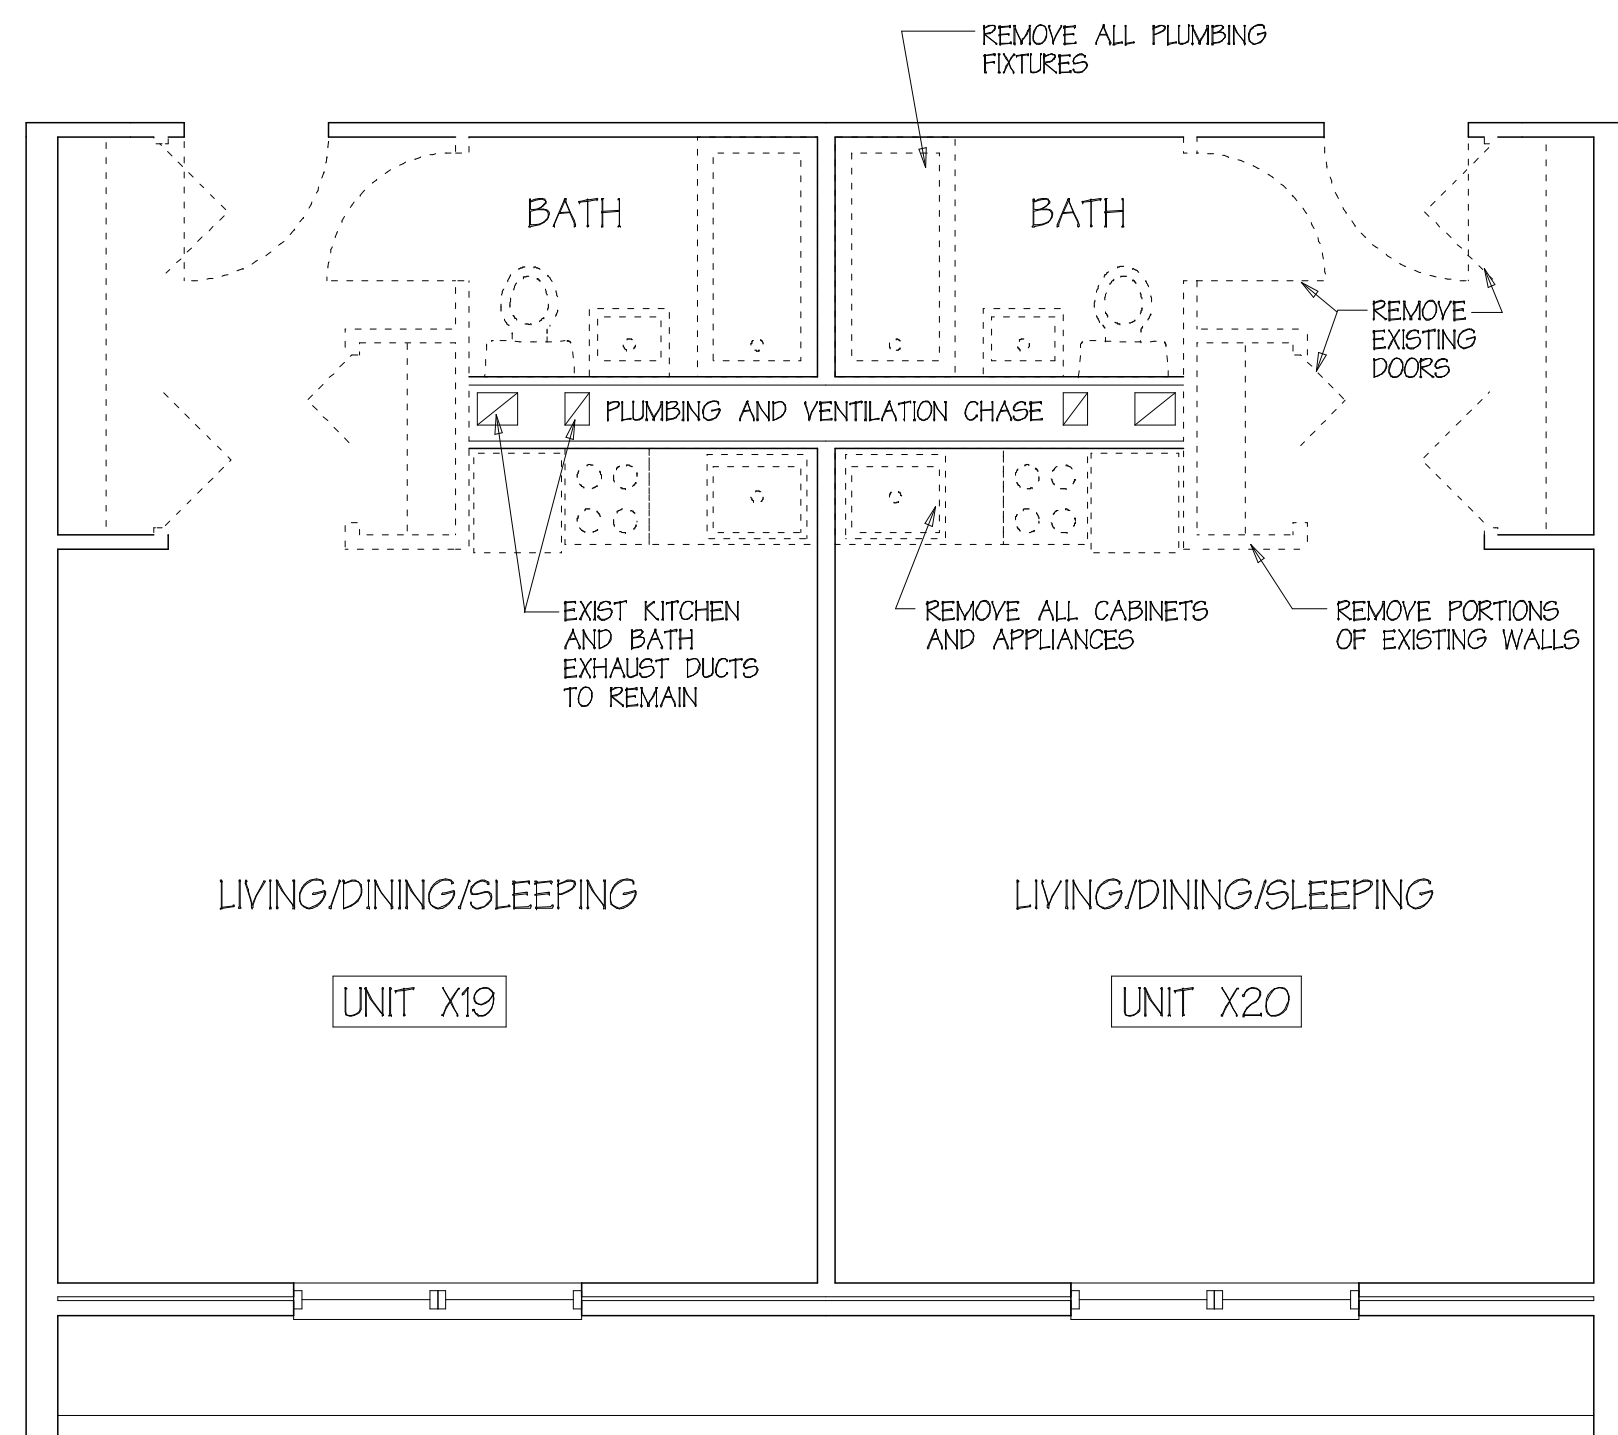 REMOVE ALL PLUMBING
FIXTURES
BATH
BATH
REMOVE
EXISTING
DOORS
PLUMBING AND VENTILATION CHASE
EXIST KITCHEN
AND BATH
EXHAUST DUCTS
TO REMAIN
REMOVE ALL CABINETS
AND APPLIANCES
REMOVE PORTIONS
OF EXISTING WALLS
LIVING/DINING/SLEEPING
LIVING/DINING/SLEEPING
UNIT X19
UNIT X20